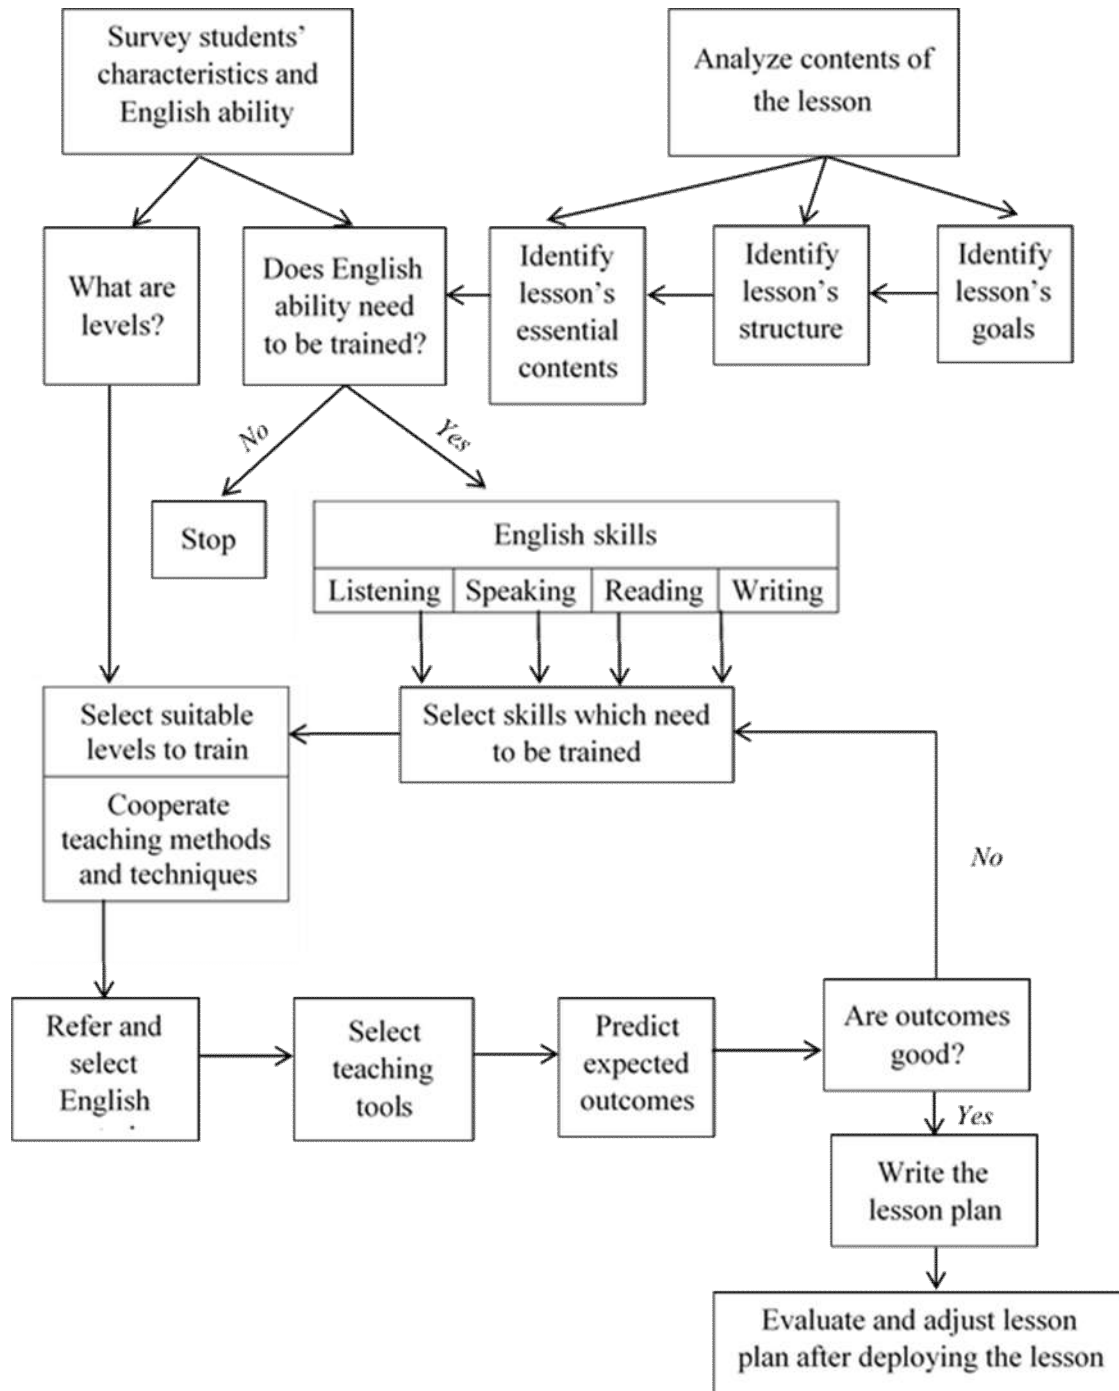 Survey students'
characteristics and
English ability
Analyze contents of
the lesson
What are
levels?
Does English
ability need
to be trained?
Identify
lesson's
essential
contents
Identify
lesson's
structure
Identify
lesson's
goals
No
Yes
Stop
English skills
Listening
Speaking
Reading
Writing
Select suitable
levels to train
Cooperate
teaching methods
and techniques
Select skills which need
to be trained
No
Refer and
select
English
Select
teaching
tools
Predict
expected
outcomes
Are outcomes
good?
Yes
Write the
lesson plan
Evaluate and adjust lesson
plan after deploying the lesson